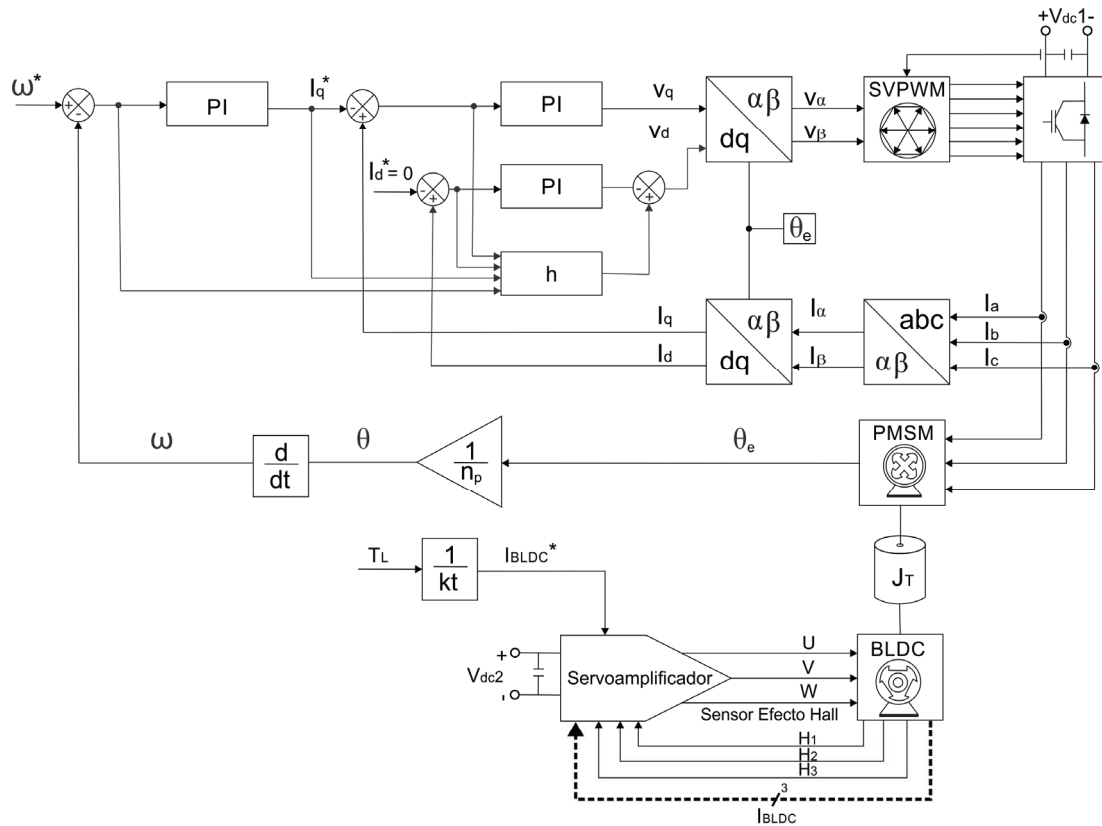 +Vdc1-
ω*
+
-
PI
Iq*
-
+
PI
vq
αβ
dq
vα
vβ
SVPWM
vd
Id*= 0
-
+
PI
-
+
θe
h
Iq
Id
αβ
dq
Iα
Iβ
abc
αβ
Ia
Ib
Ic
ω
d
dt
θ
1
np
θe
PMSM
TL
1
kt
IBLDC*
JT
+
Vdc2
-
Servoamplificador
U
V
W
BLDC
Sensor Efecto Hall
H1
H2
H3
3
IBLDC